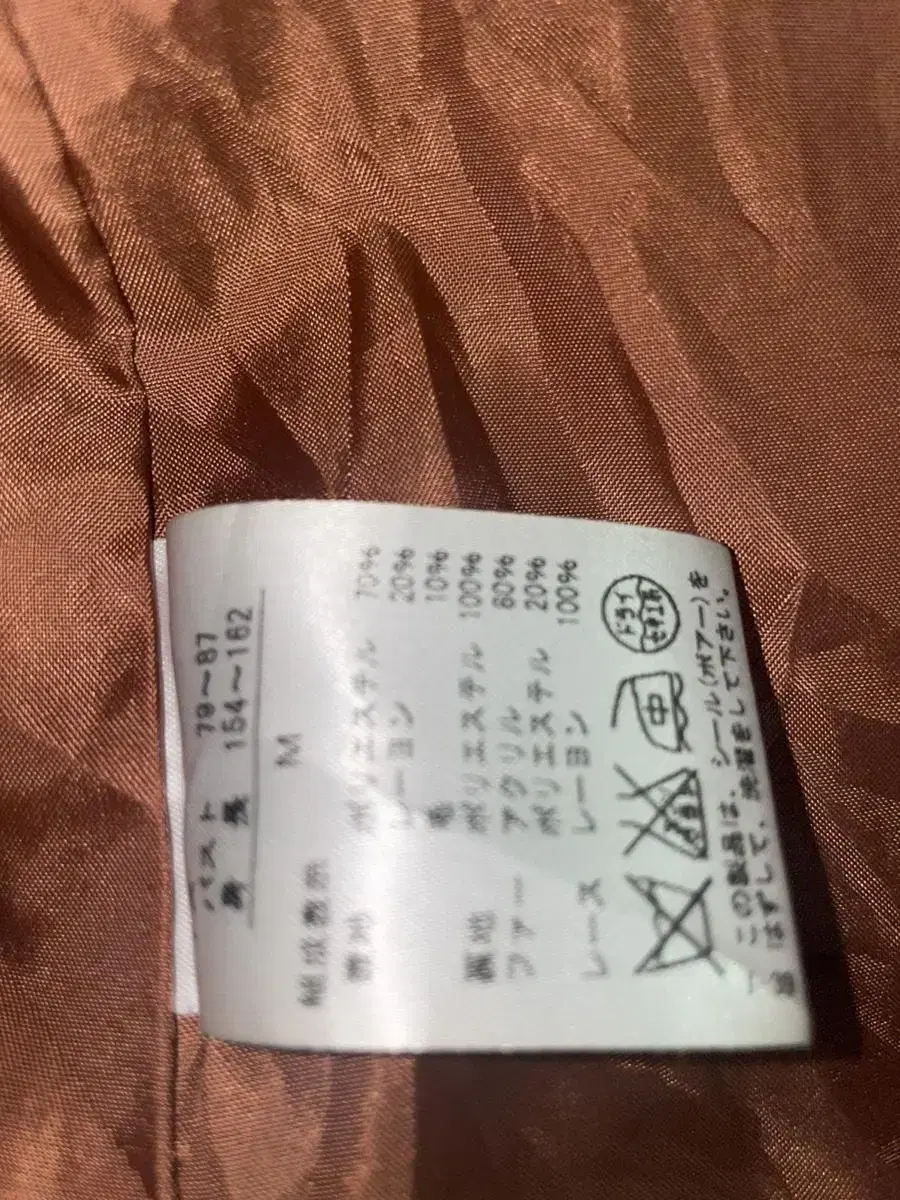 バスト 79〜87
身長 154〜162
M
組成表示
表地 ポリエステル 70%
レーヨン 20%
毛 10%
裏地 ポリエステル 100%
ファー アクリル 80%
ポリエステル 20%
レース レーヨン 100%
ドライ セキユ系
中
この製品は、シール(ボアー)を
はずして、洗濯をして下さい。